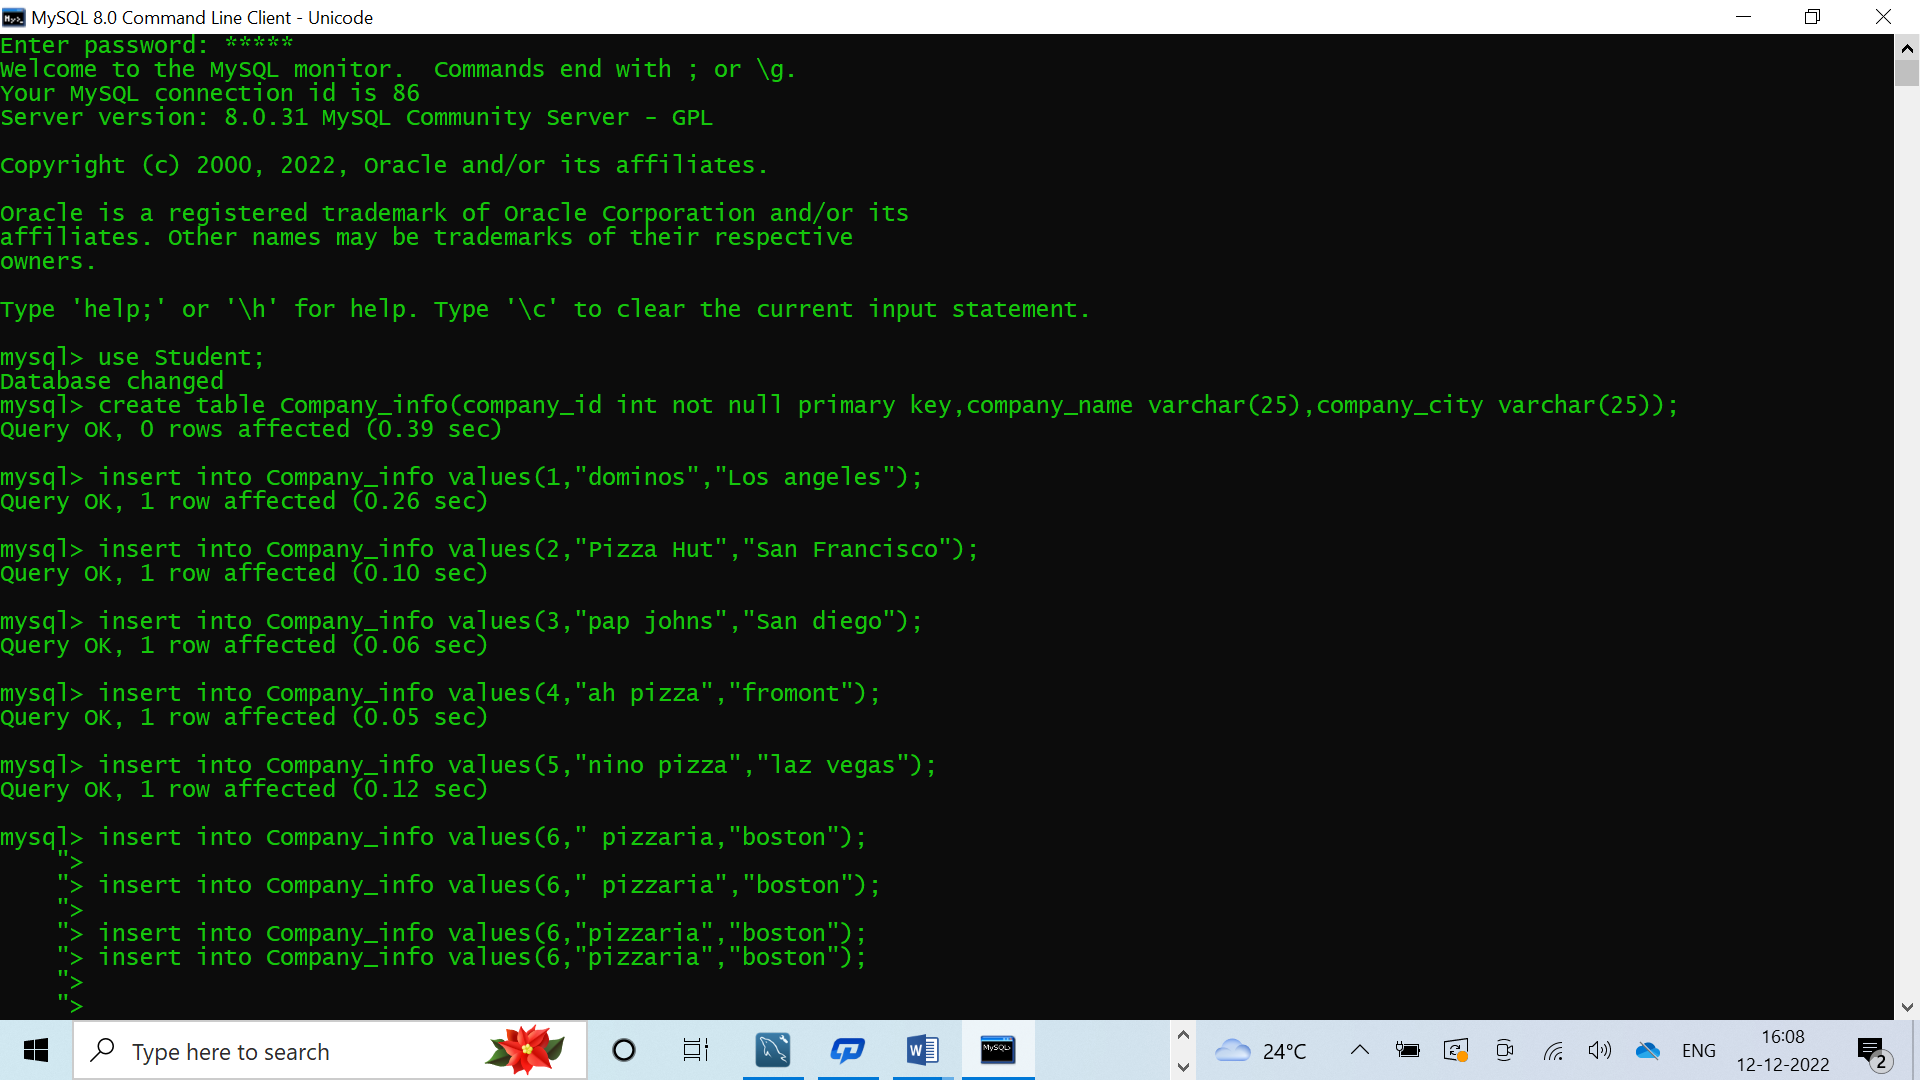 MySQL 8.0 Command Line Client - Unicode
Enter password: *****
Welcome to the MySQL monitor.  Commands end with ; or \g.
Your MySQL connection id is 86
Server version: 8.0.31 MySQL Community Server - GPL
Copyright (c) 2000, 2022, Oracle and/or its affiliates.
Oracle is a registered trademark of Oracle Corporation and/or its
affiliates. Other names may be trademarks of their respective
owners.
Type 'help;' or '\h' for help. Type '\c' to clear the current input statement.
mysql> use Student;
Database changed
mysql> create table Company_info(company_id int not null primary key,company_name varchar(25),company_city varchar(25));
Query OK, 0 rows affected (0.39 sec)
mysql> insert into Company_info values(1,"dominos","Los angeles");
Query OK, 1 row affected (0.26 sec)
mysql> insert into Company_info values(2,"Pizza Hut","San Francisco");
Query OK, 1 row affected (0.10 sec)
mysql> insert into Company_info values(3,"pap johns","San diego");
Query OK, 1 row affected (0.06 sec)
mysql> insert into Company_info values(4,"ah pizza","fromont");
Query OK, 1 row affected (0.05 sec)
mysql> insert into Company_info values(5,"nino pizza","laz vegas");
Query OK, 1 row affected (0.12 sec)
mysql> insert into Company_info values(6," pizzaria,"boston");
    ">
    "> insert into Company_info values(6," pizzaria","boston");
    ">
    "> insert into Company_info values(6,"pizzaria","boston");
    "> insert into Company_info values(6,"pizzaria","boston");
    ">
    ">
Type here to search
MySQL>
24°C
ENG
16:08
12-12-2022
2